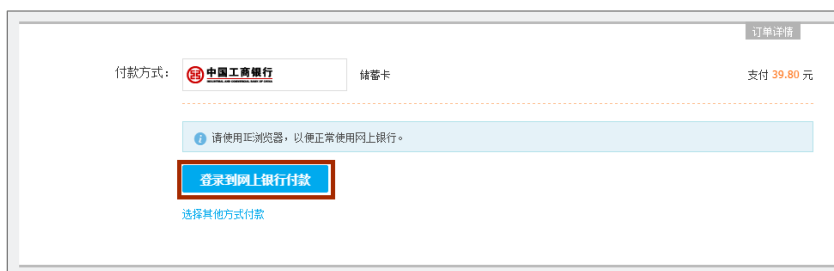 订单详情
付款方式： 中国工商银行 储蓄卡 支付 39.80 元
请使用IE浏览器，以便正常使用网上银行。
登录到网上银行付款
选择其他方式付款